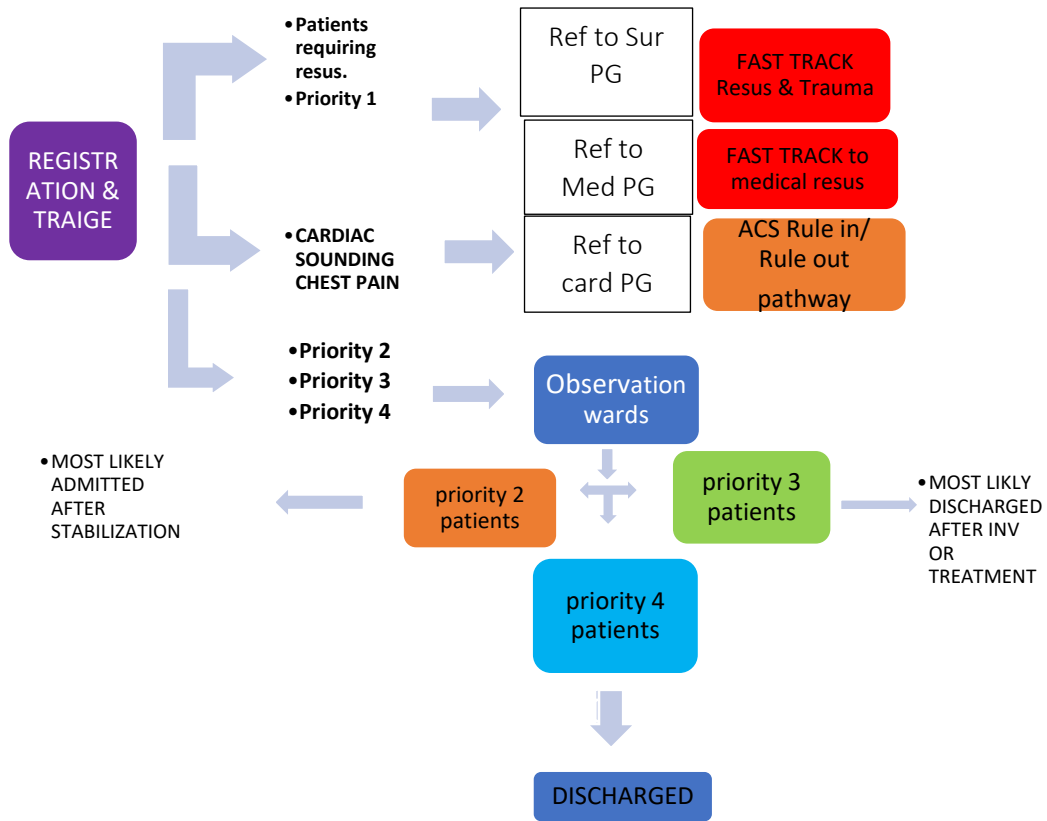 • Patients
requiring
resus.
• Priority 1
Ref to Sur
PG
FAST TRACK
Resus & Trauma
REGISTR
ATION &
TRAIGE
Ref to
Med PG
FAST TRACK to
medical resus
• CARDIAC
SOUNDING
CHEST PAIN
Ref to
card PG
ACS Rule in/
Rule out
pathway
•Priority 2
•Priority 3
•Priority 4
Observation
wards
•MOST LIKELY
ADMITTED
AFTER
STABILIZATION
priority 2
patients
priority 3
patients
•MOST LIKLY
DISCHARGED
AFTER INV
OR
TREATMENT
priority 4
patients
DISCHARGED